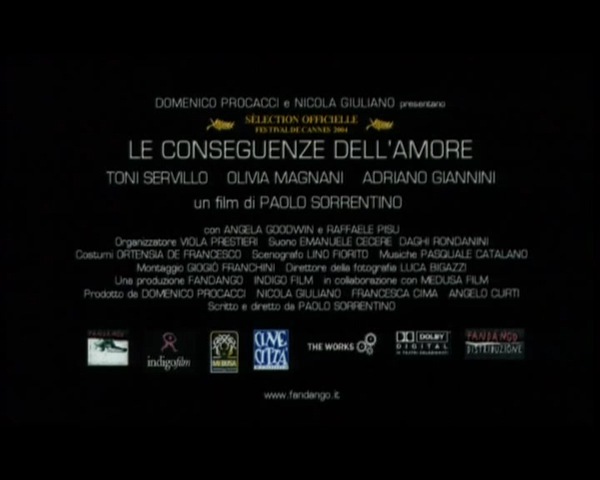 DOMENICO PROCACCI e NICOLA GIULIANO presentano
SÉLECTION OFFICIELLE
FESTIVAL DE CANNES 2004
LE CONSEGUENZE DELL'AMORE
TONI SERVILLO OLIVIA MAGNANI ADRIANO GIANNINI
un film di PAOLO SORRENTINO
con ANGELA GOODWIN e RAFFAELE PISU
Organizzatore VIOLA PRESTIERI Suono EMANUELE CECERE DAGHI RONDANINI
Costumi ORTENSIA DE FRANCESCO Scenografo LINO FIORITO Musiche PASQUALE CATALANO
Montaggio GIOGIÒ FRANCHINI Direttore della fotografia LUCA BIGAZZI
Una produzione FANDANGO INDIGO FILM in collaborazione con MEDUSA FILM
Prodotto da DOMENICO PROCACCI NICOLA GIULIANO FRANCESCA CIMA ANGELO CURTI
Scritto e diretto da PAOLO SORRENTINO
FANDANGO
indigofilm
MEDUSA
CINE
CITTÀ
THE WORKS
DOLBY
DIGITAL
FANDANGO
DISTRIBUZIONE
www.fandango.it